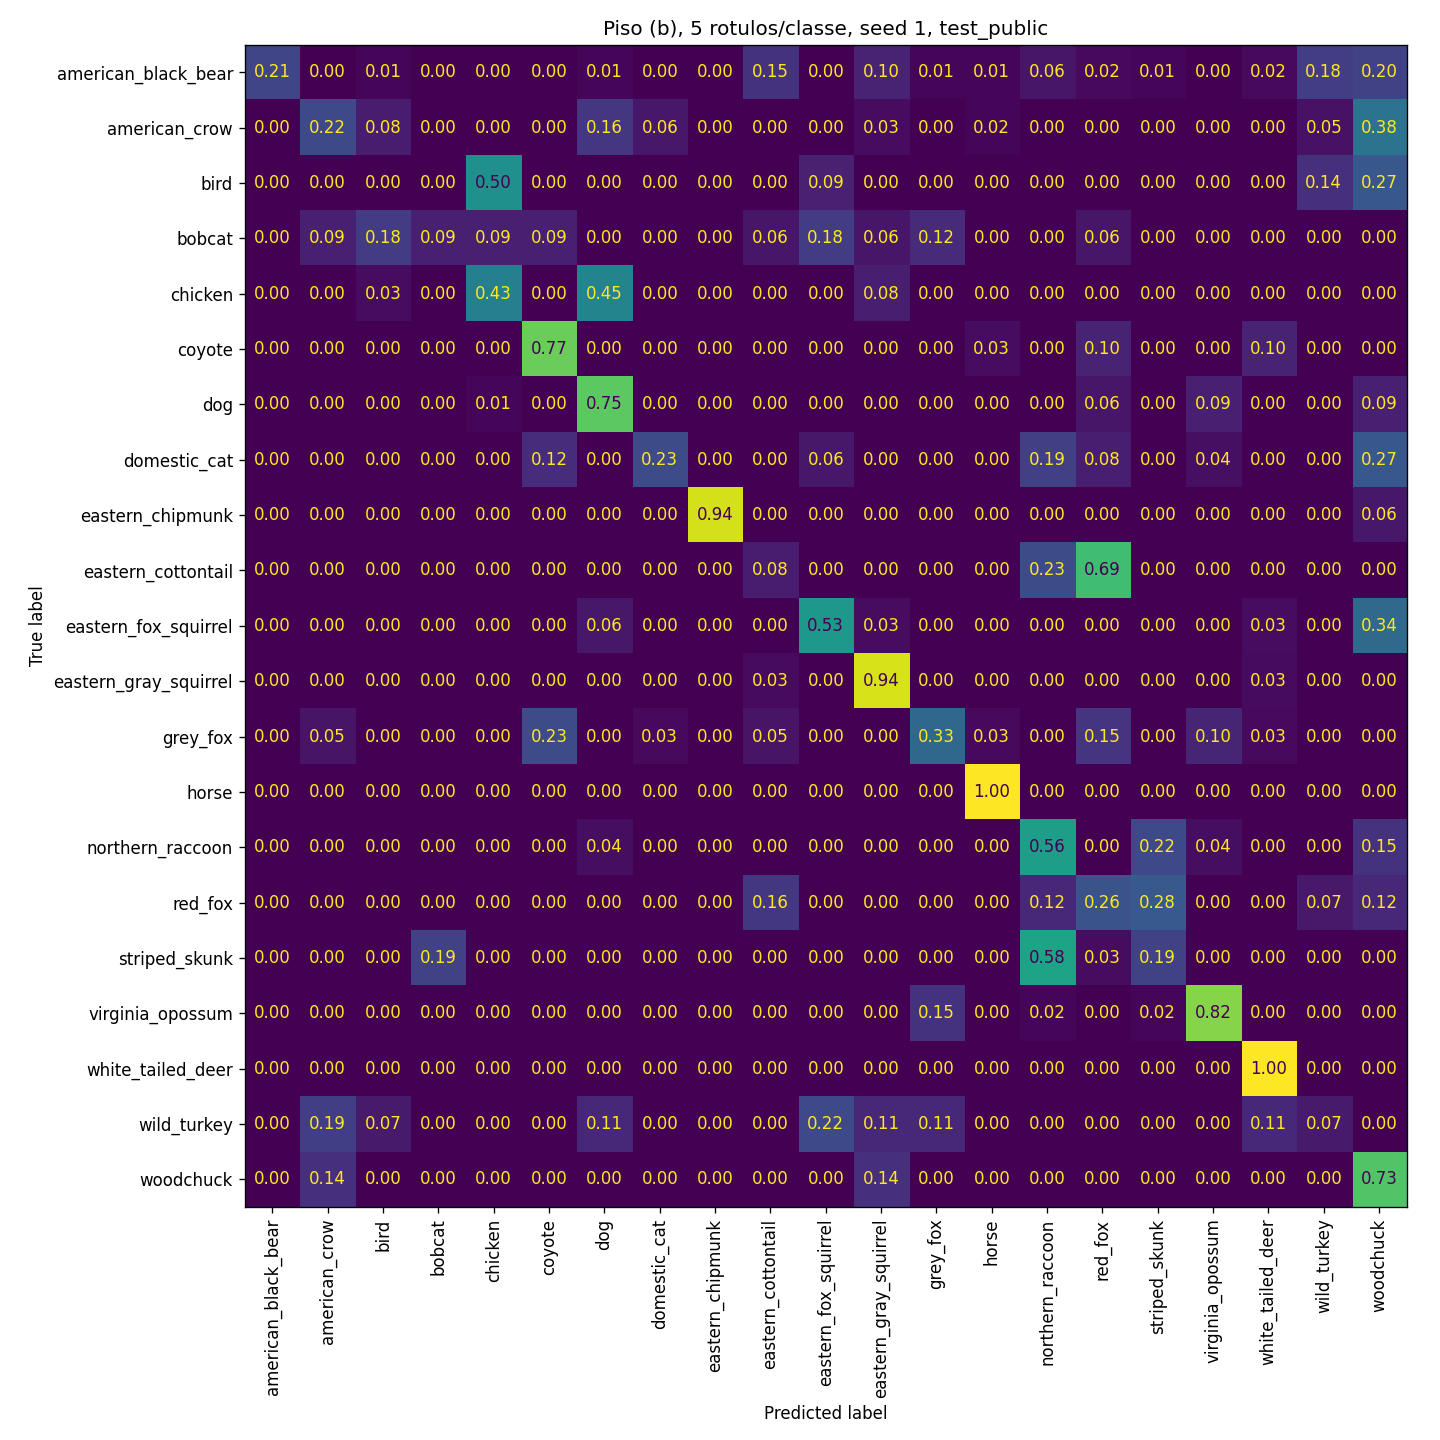 Piso (b), 5 rotulos/classe, seed 1, test_public
american_black_bear 0.21 0.00 0.01 0.00 0.00 0.00 0.01 0.00 0.00 0.15 0.00 0.10 0.01 0.01 0.06 0.02 0.01 0.00 0.02 0.18 0.20
american_crow 0.00 0.22 0.08 0.00 0.00 0.00 0.16 0.06 0.00 0.00 0.00 0.03 0.00 0.02 0.00 0.00 0.00 0.00 0.00 0.05 0.38
bird 0.00 0.00 0.00 0.00 0.50 0.00 0.00 0.00 0.00 0.00 0.09 0.00 0.00 0.00 0.00 0.00 0.00 0.00 0.00 0.14 0.27
bobcat 0.00 0.09 0.18 0.09 0.09 0.09 0.00 0.00 0.00 0.06 0.18 0.06 0.12 0.00 0.00 0.06 0.00 0.00 0.00 0.00 0.00
chicken 0.00 0.00 0.03 0.00 0.43 0.00 0.45 0.00 0.00 0.00 0.00 0.08 0.00 0.00 0.00 0.00 0.00 0.00 0.00 0.00 0.00
coyote 0.00 0.00 0.00 0.00 0.00 0.77 0.00 0.00 0.00 0.00 0.00 0.00 0.00 0.03 0.00 0.10 0.00 0.00 0.10 0.00 0.00
dog 0.00 0.00 0.00 0.00 0.01 0.00 0.75 0.00 0.00 0.00 0.00 0.00 0.00 0.00 0.00 0.06 0.00 0.09 0.00 0.00 0.09
domestic_cat 0.00 0.00 0.00 0.00 0.00 0.12 0.00 0.23 0.00 0.00 0.06 0.00 0.00 0.00 0.19 0.08 0.00 0.04 0.00 0.00 0.27
eastern_chipmunk 0.00 0.00 0.00 0.00 0.00 0.00 0.00 0.00 0.94 0.00 0.00 0.00 0.00 0.00 0.00 0.00 0.00 0.00 0.00 0.00 0.06
eastern_cottontail 0.00 0.00 0.00 0.00 0.00 0.00 0.00 0.00 0.00 0.08 0.00 0.00 0.00 0.00 0.23 0.69 0.00 0.00 0.00 0.00 0.00
eastern_fox_squirrel 0.00 0.00 0.00 0.00 0.00 0.00 0.06 0.00 0.00 0.00 0.53 0.03 0.00 0.00 0.00 0.00 0.00 0.00 0.03 0.00 0.34
eastern_gray_squirrel 0.00 0.00 0.00 0.00 0.00 0.00 0.00 0.00 0.00 0.03 0.00 0.94 0.00 0.00 0.00 0.00 0.00 0.00 0.03 0.00 0.00
grey_fox 0.00 0.05 0.00 0.00 0.00 0.23 0.00 0.03 0.00 0.05 0.00 0.00 0.33 0.03 0.00 0.15 0.00 0.10 0.03 0.00 0.00
horse 0.00 0.00 0.00 0.00 0.00 0.00 0.00 0.00 0.00 0.00 0.00 0.00 0.00 1.00 0.00 0.00 0.00 0.00 0.00 0.00 0.00
northern_raccoon 0.00 0.00 0.00 0.00 0.00 0.00 0.04 0.00 0.00 0.00 0.00 0.00 0.00 0.00 0.56 0.00 0.22 0.04 0.00 0.00 0.15
red_fox 0.00 0.00 0.00 0.00 0.00 0.00 0.00 0.00 0.00 0.16 0.00 0.00 0.00 0.00 0.12 0.26 0.28 0.00 0.00 0.07 0.12
striped_skunk 0.00 0.00 0.00 0.19 0.00 0.00 0.00 0.00 0.00 0.00 0.00 0.00 0.00 0.00 0.58 0.03 0.19 0.00 0.00 0.00 0.00
virginia_opossum 0.00 0.00 0.00 0.00 0.00 0.00 0.00 0.00 0.00 0.00 0.00 0.00 0.15 0.00 0.02 0.00 0.02 0.82 0.00 0.00 0.00
white_tailed_deer 0.00 0.00 0.00 0.00 0.00 0.00 0.00 0.00 0.00 0.00 0.00 0.00 0.00 0.00 0.00 0.00 0.00 0.00 1.00 0.00 0.00
wild_turkey 0.00 0.19 0.07 0.00 0.00 0.00 0.11 0.00 0.00 0.00 0.22 0.11 0.11 0.00 0.00 0.00 0.00 0.00 0.11 0.07 0.00
woodchuck 0.00 0.14 0.00 0.00 0.00 0.00 0.00 0.00 0.00 0.00 0.00 0.14 0.00 0.00 0.00 0.00 0.00 0.00 0.00 0.00 0.73
True label
american_black_bear
american_crow
bird
bobcat
chicken
coyote
dog
domestic_cat
eastern_chipmunk
eastern_cottontail
eastern_fox_squirrel
eastern_gray_squirrel
grey_fox
horse
northern_raccoon
red_fox
striped_skunk
virginia_opossum
white_tailed_deer
wild_turkey
woodchuck
Predicted label